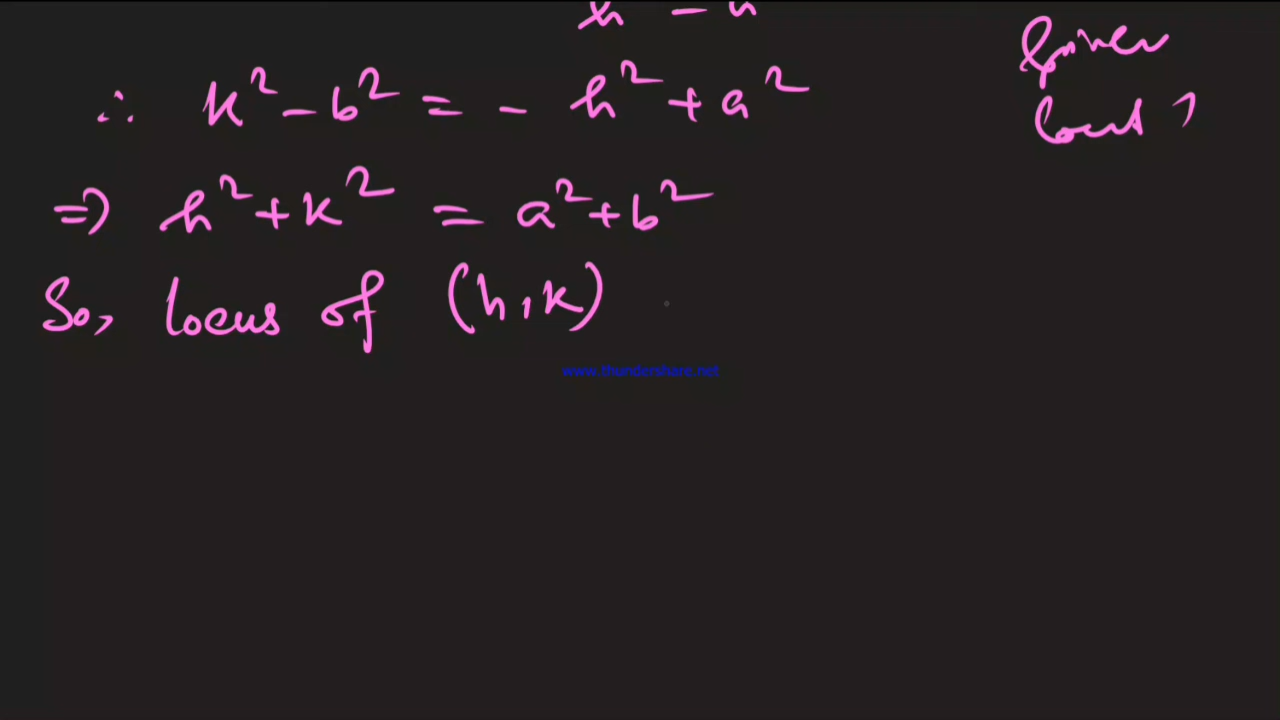 ∴ k² - b² = - h² + a²
⇒ h² + k² = a² + b²
So, locus of (h, k)
www.thundershare.net